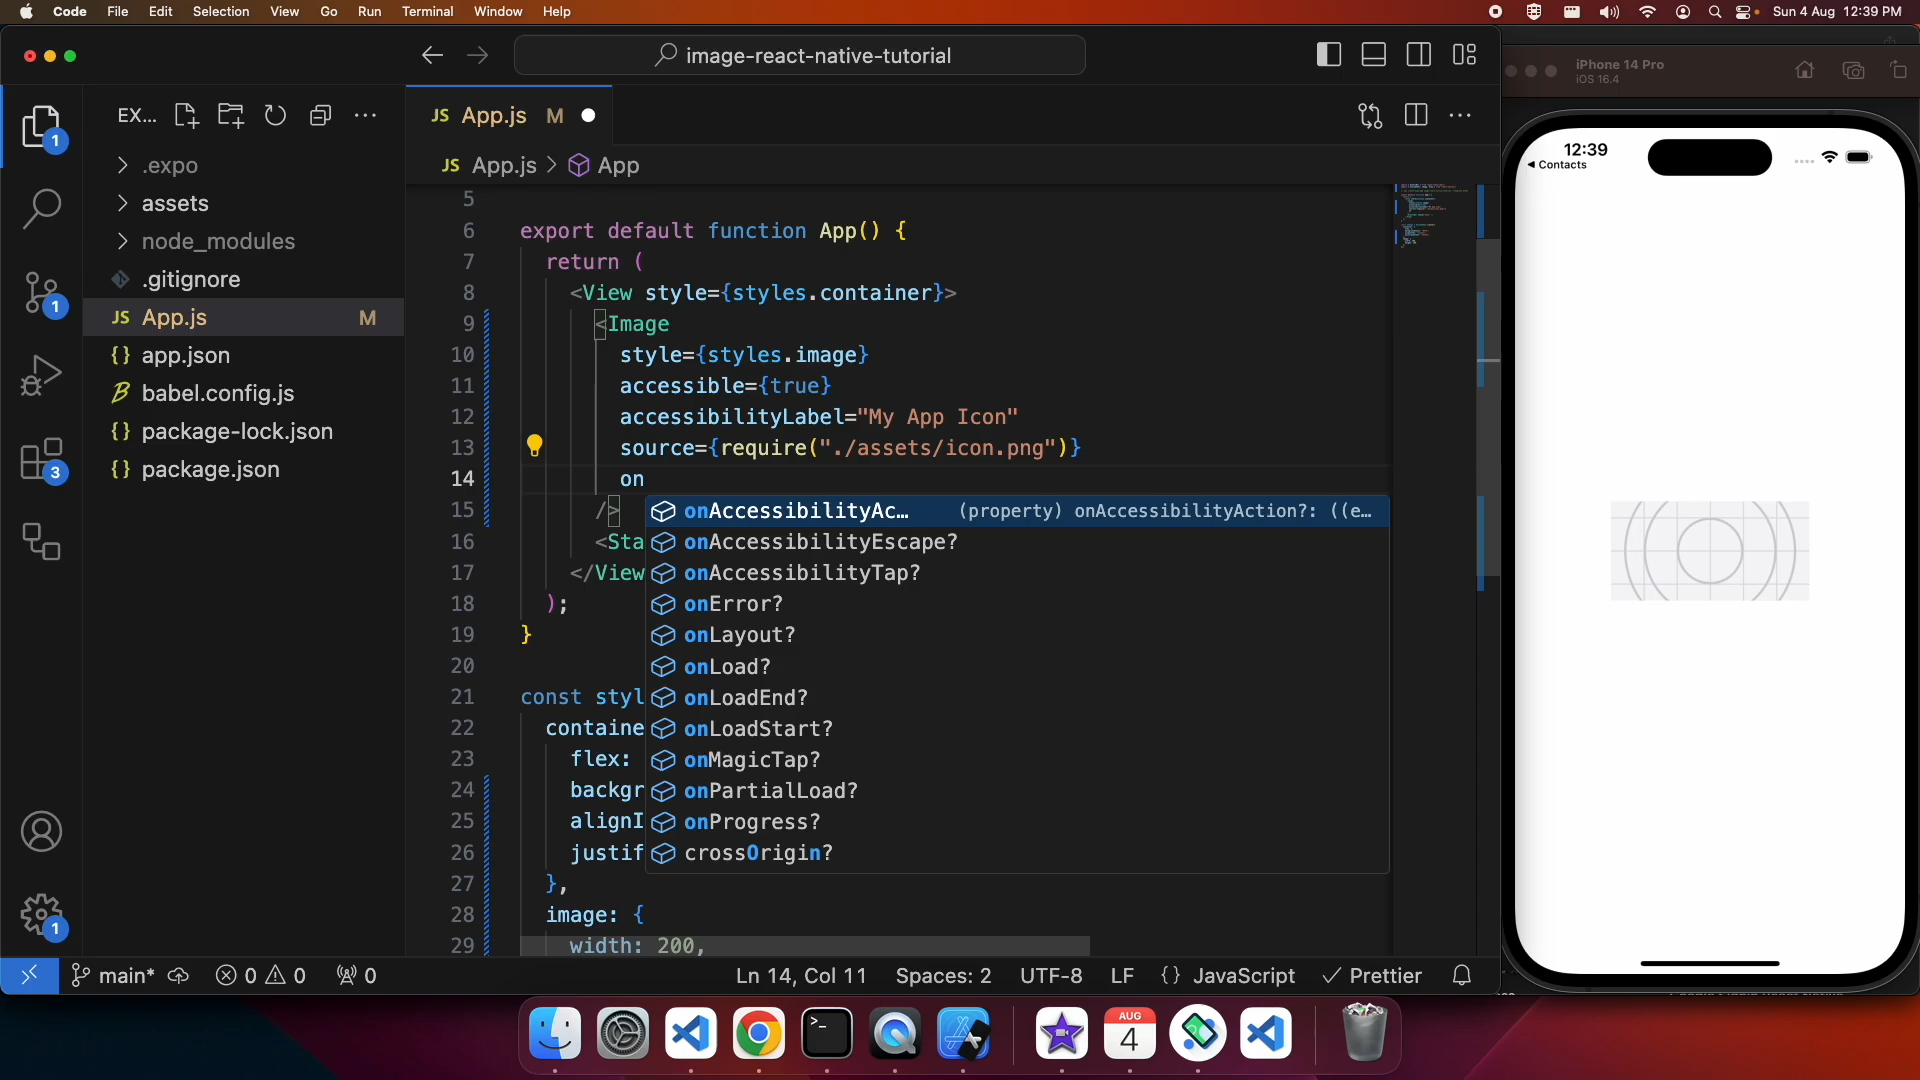 Code File Edit Selection View Go Run Terminal Window Help Sun 4 Aug 12:39 PM
image-react-native-tutorial
iPhone 14 Pro
iOS 16.4
EX...
JS App.js M
JS App.js > App
12:39
Contacts
.expo
assets
node_modules
.gitignore
JS App.js M
{} app.json
babel.config.js
{} package-lock.json
{} package.json
1
1
3
1
5
6 export default function App() {
7 return (
8 <View style={styles.container}>
9 <Image
10 style={styles.image}
11 accessible={true}
12 accessibilityLabel="My App Icon"
13 source={require("./assets/icon.png")}
14 on
15 />
16 <Sta
17 </View
18 );
19 }
20
21 const styl
22 containe
23 flex:
24 backgr
25 alignI
26 justif
27 },
28 image: {
29 width: 200,
onAccessibilityAc... (property) onAccessibilityAction?: ((e...
onAccessibilityEscape?
onAccessibilityTap?
onError?
onLayout?
onLoad?
onLoadEnd?
onLoadStart?
onMagicTap?
onPartialLoad?
onProgress?
crossOrigin?
main* 0 0 0 Ln 14, Col 11 Spaces: 2 UTF-8 LF {} JavaScript Prettier
AUG
4